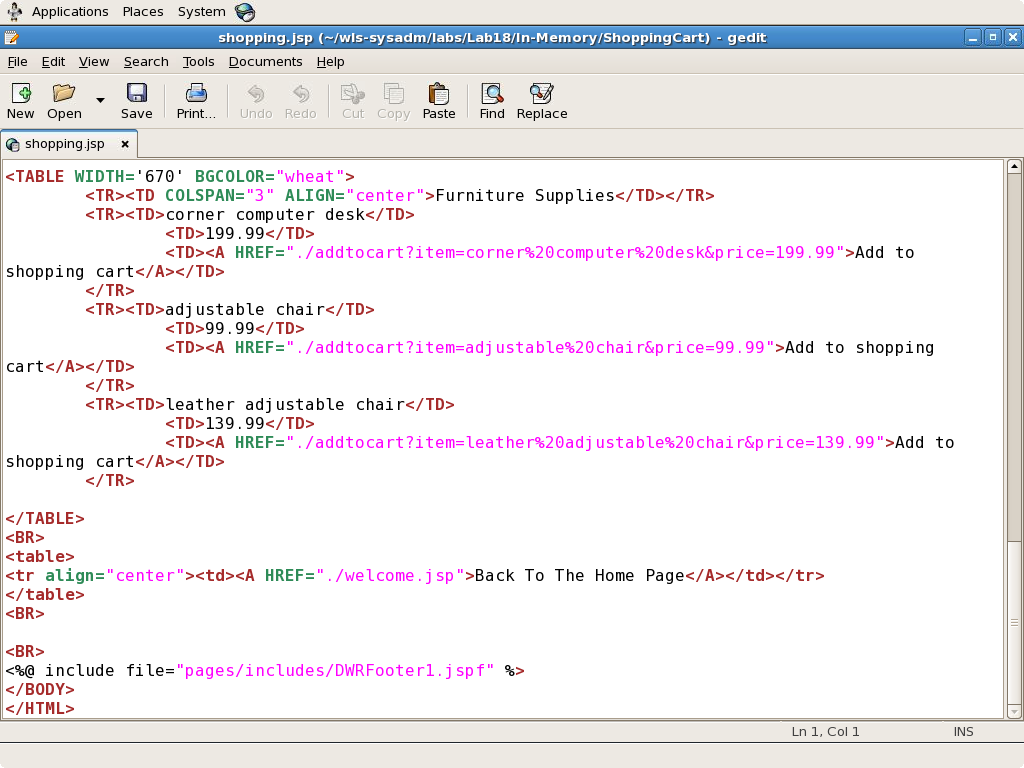 Applications Places System
shopping.jsp (~/wls-sysadm/labs/Lab18/In-Memory/ShoppingCart) - gedit
File Edit View Search Tools Documents Help
New Open Save Print... Undo Redo Cut Copy Paste Find Replace
shopping.jsp
<TABLE WIDTH='670' BGCOLOR="wheat">
        <TR><TD COLSPAN="3" ALIGN="center">Furniture Supplies</TD></TR>
        <TR><TD>corner computer desk</TD>
                <TD>199.99</TD>
                <TD><A HREF="./addtocart?item=corner%20computer%20desk&price=199.99">Add to
shopping cart</A></TD>
        </TR>
        <TR><TD>adjustable chair</TD>
                <TD>99.99</TD>
                <TD><A HREF="./addtocart?item=adjustable%20chair&price=99.99">Add to shopping
cart</A></TD>
        </TR>
        <TR><TD>leather adjustable chair</TD>
                <TD>139.99</TD>
                <TD><A HREF="./addtocart?item=leather%20adjustable%20chair&price=139.99">Add to
shopping cart</A></TD>
        </TR>
</TABLE>
<BR>
<table>
<tr align="center"><td><A HREF="./welcome.jsp">Back To The Home Page</A></td></tr>
</table>
<BR>
<BR>
<%@ include file="pages/includes/DWRFooter1.jspf" %>
</BODY>
</HTML>
Ln 1, Col 1 INS